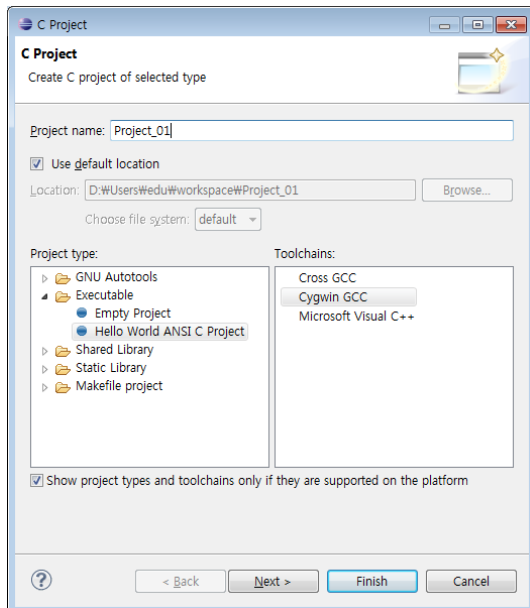 C Project
C Project
Create C project of selected type
Project name: Project_01
Use default location
Location: D:₩Users₩edu₩workspace₩Project_01 Browse...
Choose file system: default
Project type:
GNU Autotools
Executable
Empty Project
Hello World ANSI C Project
Shared Library
Static Library
Makefile project
Toolchains:
Cross GCC
Cygwin GCC
Microsoft Visual C++
Show project types and toolchains only if they are supported on the platform
? < Back Next > Finish Cancel